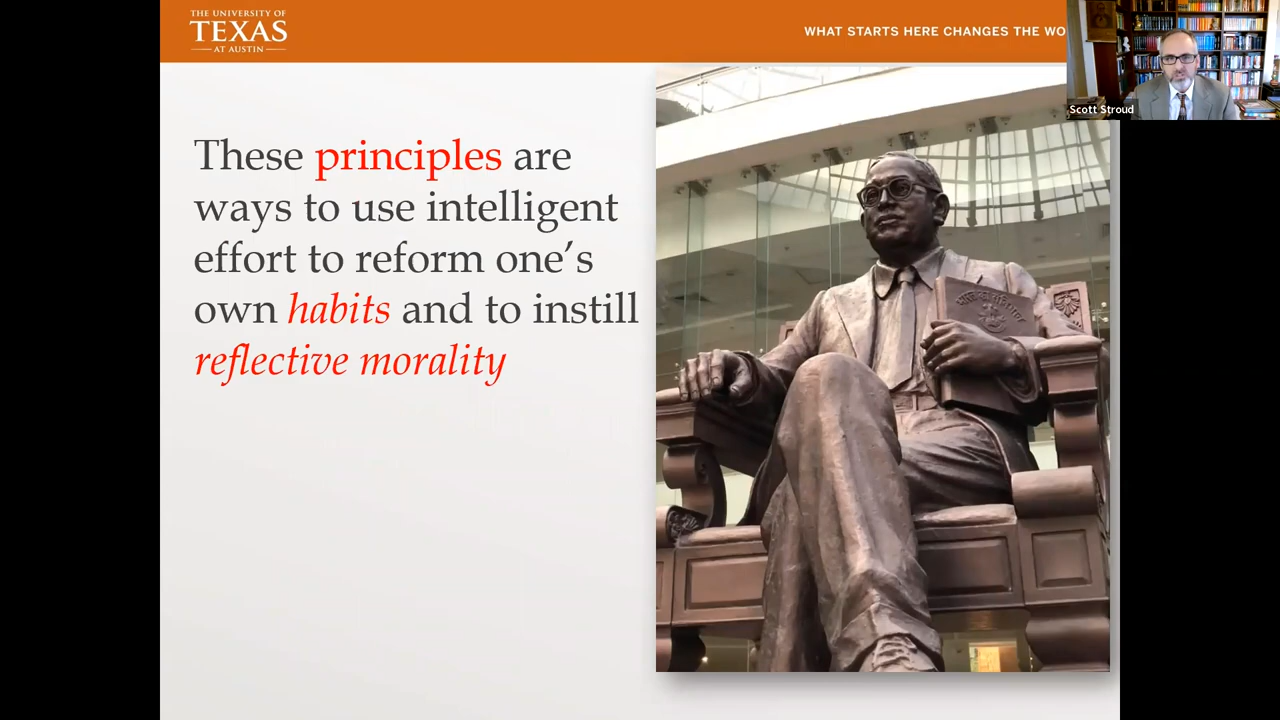 THE UNIVERSITY OF
TEXAS
AT AUSTIN
WHAT STARTS HERE CHANGES THE WO
Scott Stroud
These principles are
ways to use intelligent
effort to reform one’s
own habits and to instill
reflective morality